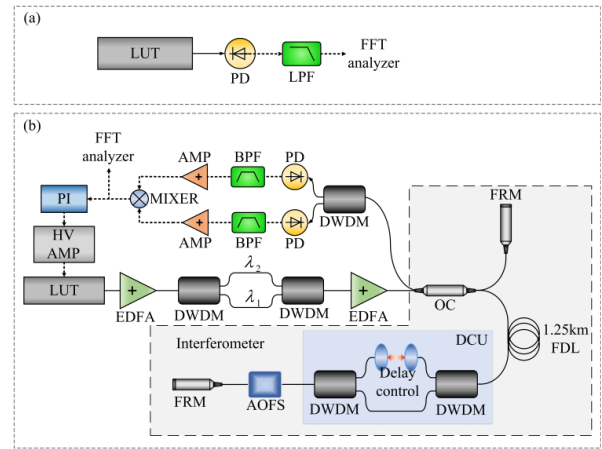 (a)
LUT
PD
LPF
FFT
analyzer
(b)
FFT
analyzer
AMP
BPF
PD
PI
MIXER
DWDM
FRM
HV
AMP
AMP
BPF
PD
LUT
λ2
λ1
EDFA
DWDM
DWDM
EDFA
OC
1.25km
FDL
Interferometer
DCU
Delay
control
FRM
AOFS
DWDM
DWDM